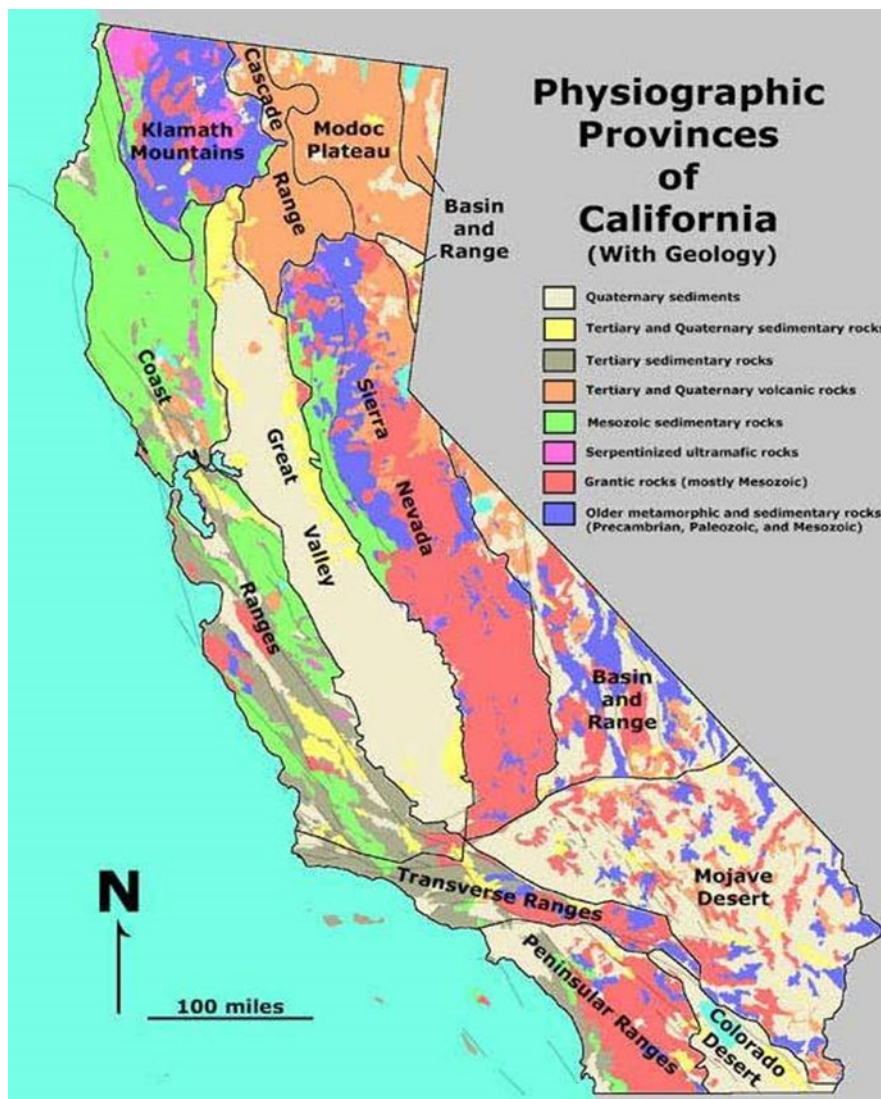 Physiographic
Provinces
of
California
(With Geology)
Quaternary sediments
Tertiary and Quaternary sedimentary rocks
Tertiary sedimentary rocks
Tertiary and Quaternary volcanic rocks
Mesozoic sedimentary rocks
Serpentinized ultramafic rocks
Grantic rocks (mostly Mesozoic)
Older metamorphic and sedimentary rocks
(Precambrian, Paleozoic, and Mesozoic)
Klamath
Mountains
Cascade
Range
Modoc
Plateau
Basin
and
Range
Coast
Ranges
Great
Valley
Sierra
Nevada
Basin
and
Range
Mojave
Desert
Transverse Ranges
Peninsular Ranges
Colorado
Desert
N
100 miles